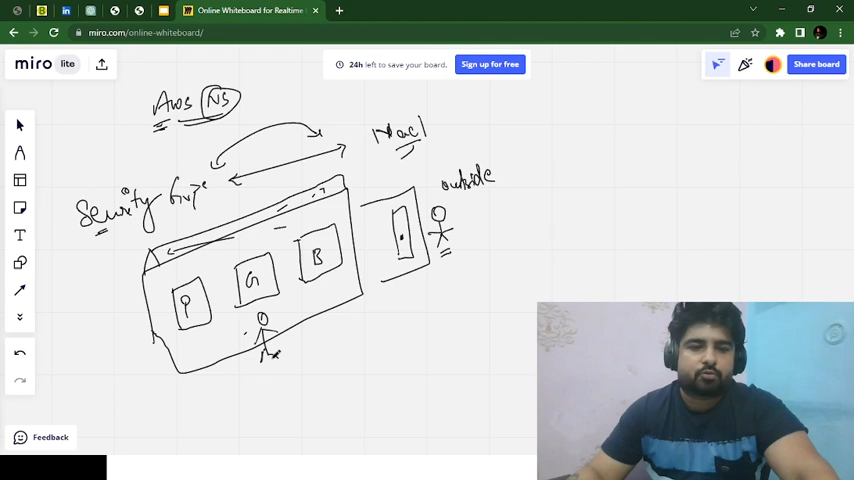 Online Whiteboard for Realtime
miro.com/online-whiteboard/
miro lite
24h left to save your board.
Sign up for free
Share board
Aws NS
Nacl
outside
Security
P
G
B
Feedback